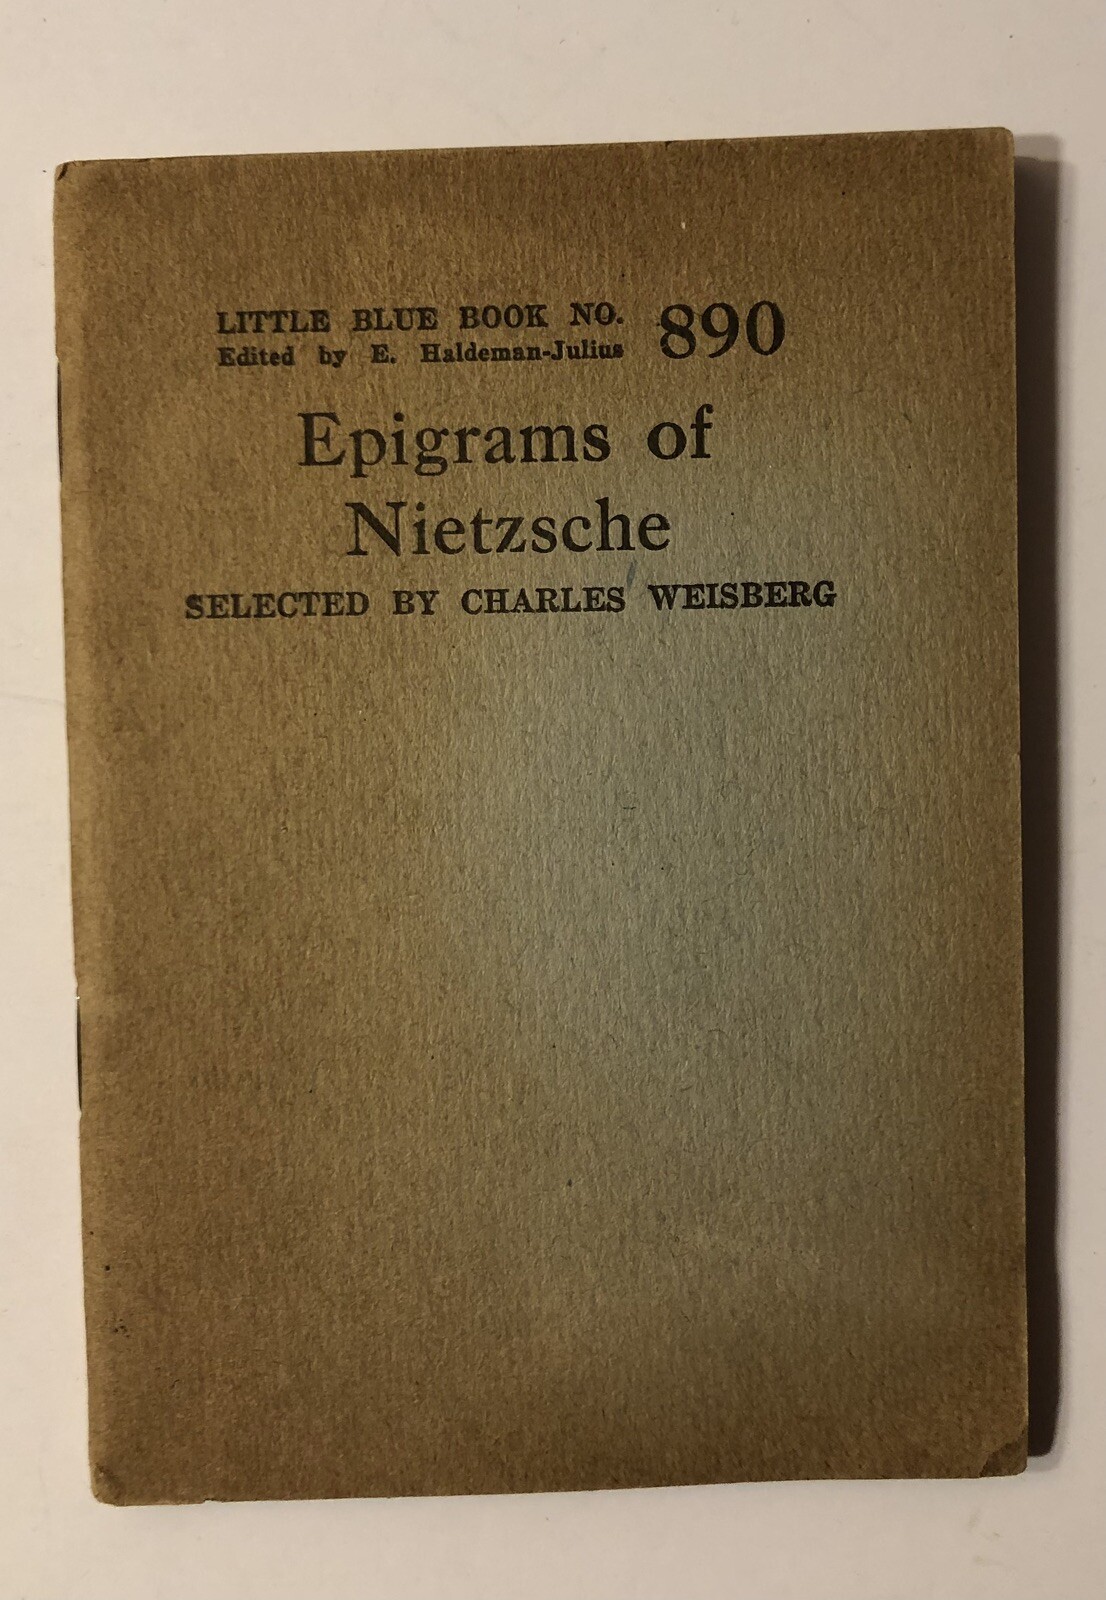 LITTLE BLUE BOOK NO. 890
Edited by E. Haldeman-Julius
Epigrams of
Nietzsche
SELECTED BY CHARLES WEISBERG